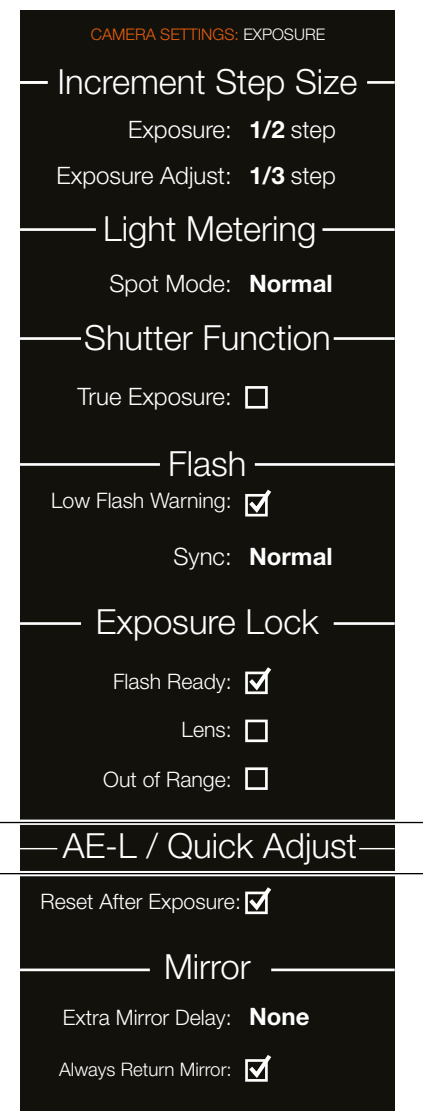 CAMERA SETTINGS: EXPOSURE
Increment Step Size
Exposure: 1/2 step
Exposure Adjust: 1/3 step
Light Metering
Spot Mode: Normal
Shutter Function
True Exposure:
Flash
Low Flash Warning:
Sync: Normal
Exposure Lock
Flash Ready:
Lens:
Out of Range:
AE-L / Quick Adjust
Reset After Exposure:
Mirror
Extra Mirror Delay: None
Always Return Mirror: